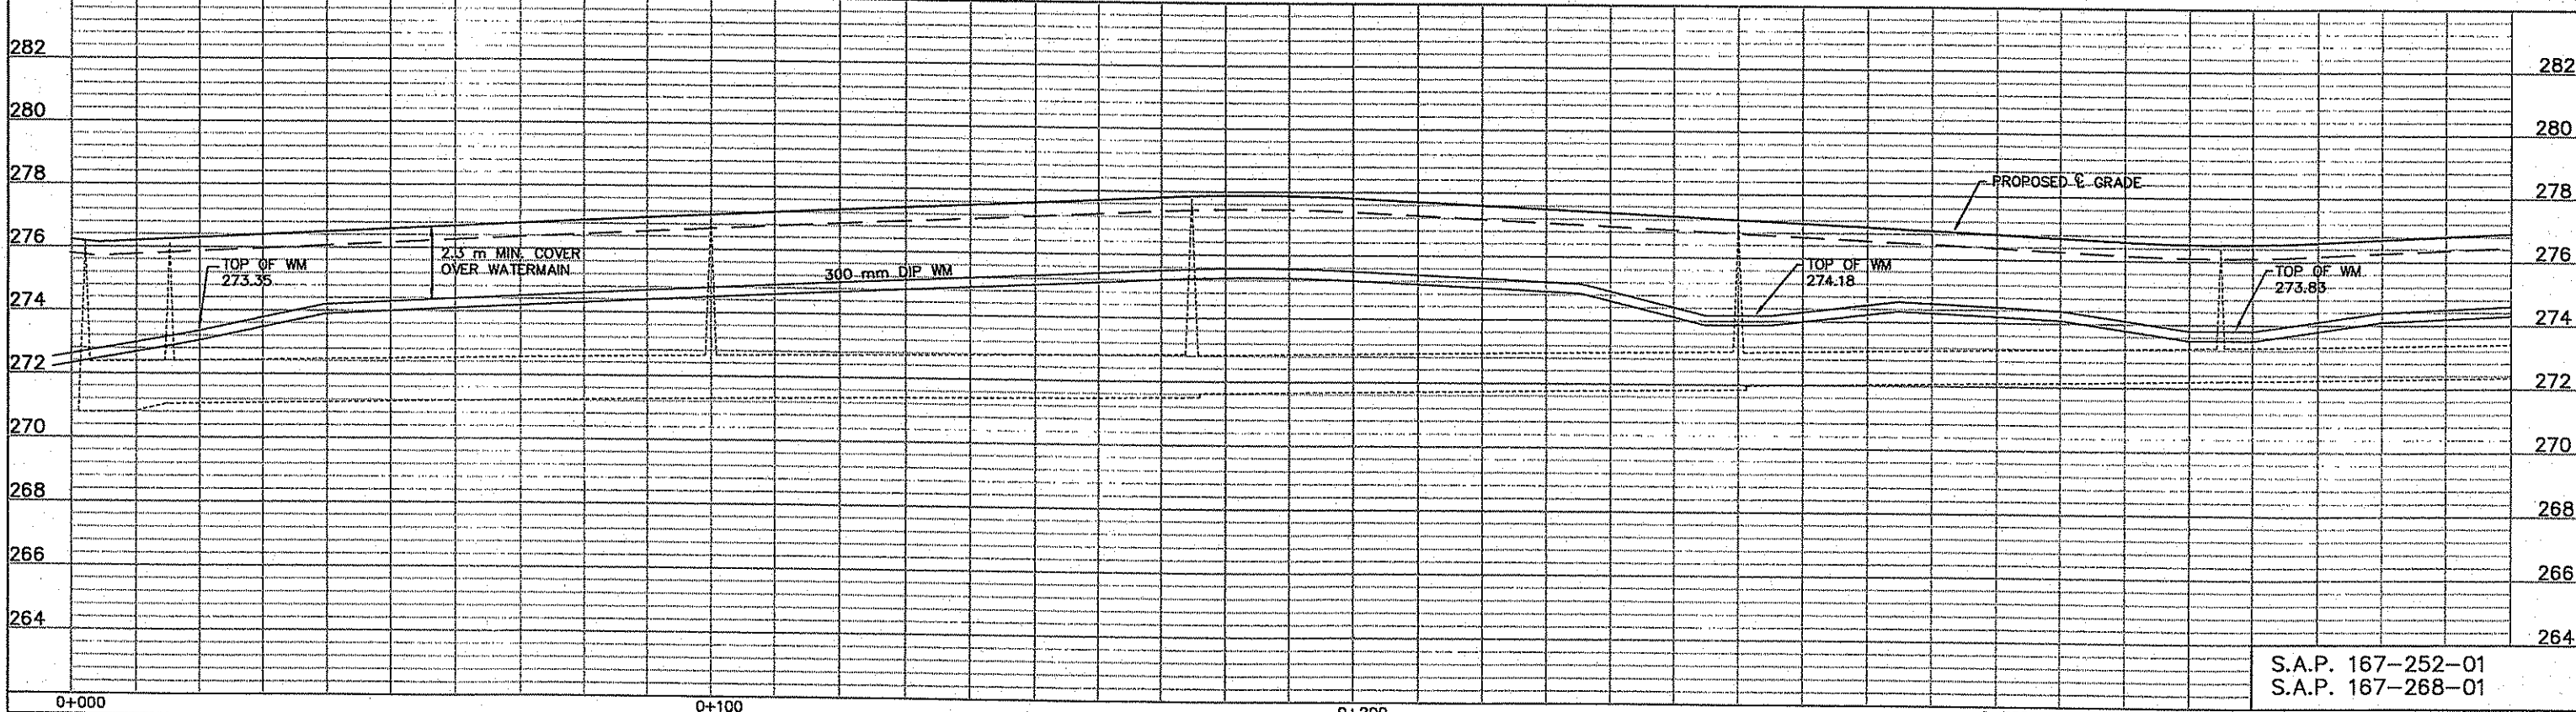 282 282
280 280
278 278
PROPOSED ℄ GRADE
276 276
2.3 m MIN. COVER
OVER WATERMAIN
TOP OF WM
273.35
300 mm DIP WM
TOP OF WM
274.18
TOP OF WM
273.83
274 274
272 272
270 270
268 268
266 266
264 264
S.A.P. 167-252-01
S.A.P. 167-268-01
0+000 0+100